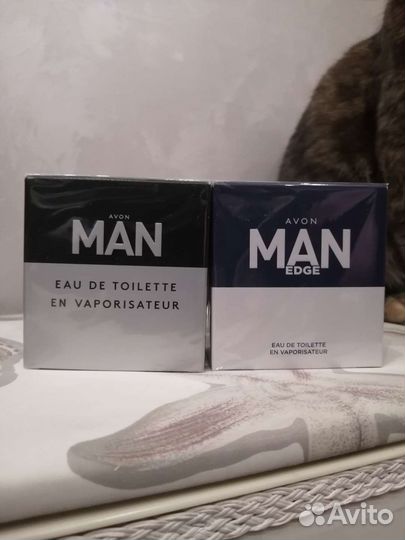 AVON
MAN
EAU DE TOILETTE
EN VAPORISATEUR
AVON
MAN
EDGE
EAU DE TOILETTE
EN VAPORISATEUR
Avito